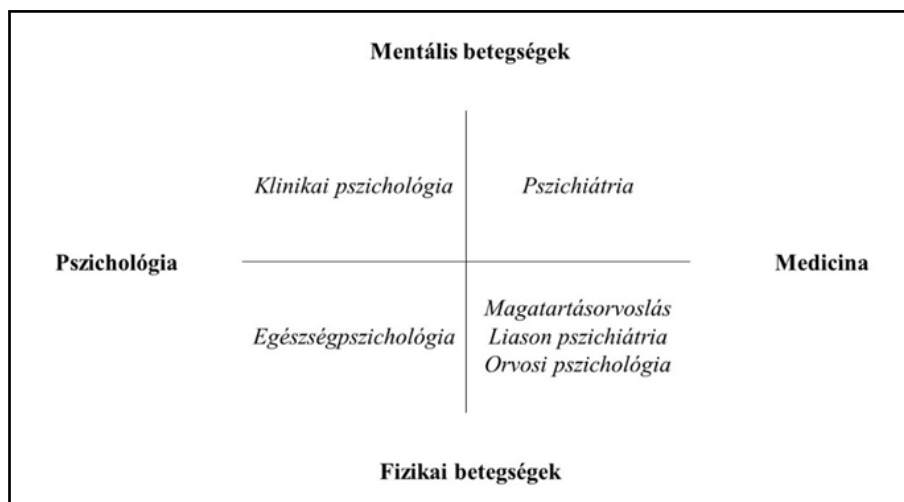 Mentális betegségek
Klinikai pszichológia
Pszichiátria
Pszichológia
Medicina
Egészségpszichológia
Magatartásorvoslás
Liason pszichiátria
Orvosi pszichológia
Fizikai betegségek